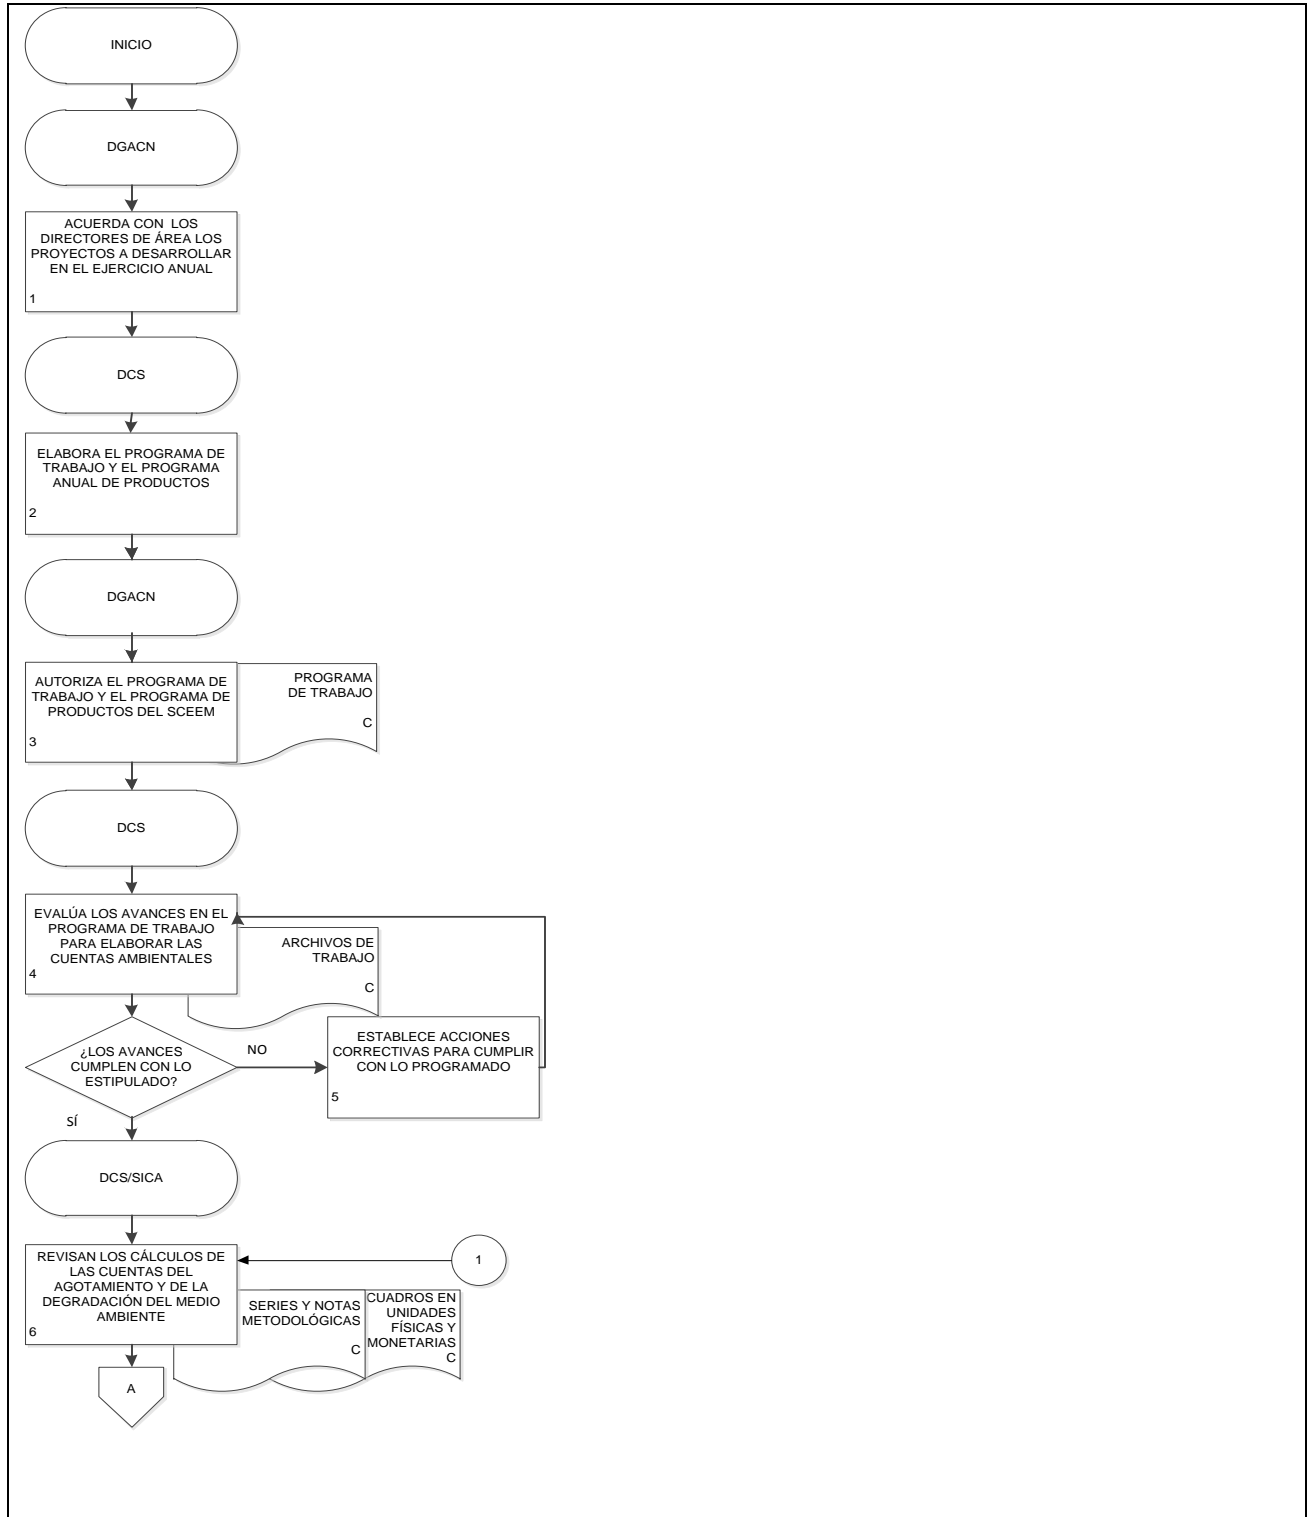 INICIO
DGACN
ACUERDA CON LOS
DIRECTORES DE ÁREA LOS
PROYECTOS A DESARROLLAR
EN EL EJERCICIO ANUAL
1
DCS
ELABORA EL PROGRAMA DE
TRABAJO Y EL PROGRAMA
ANUAL DE PRODUCTOS
2
DGACN
AUTORIZA EL PROGRAMA DE
TRABAJO Y EL PROGRAMA DE
PRODUCTOS DEL SCEEM
3
PROGRAMA
DE TRABAJO
C
DCS
EVALÚA LOS AVANCES EN EL
PROGRAMA DE TRABAJO
PARA ELABORAR LAS
CUENTAS AMBIENTALES
4
ARCHIVOS DE
TRABAJO
C
¿LOS AVANCES
CUMPLEN CON LO
ESTIPULADO?
NO
ESTABLECE ACCIONES
CORRECTIVAS PARA CUMPLIR
CON LO PROGRAMADO
5
SÍ
DCS/SICA
REVISAN LOS CÁLCULOS DE
LAS CUENTAS DEL
AGOTAMIENTO Y DE LA
DEGRADACIÓN DEL MEDIO
AMBIENTE
6
1
SERIES Y NOTAS
METODOLÓGICAS
C
CUADROS EN
UNIDADES
FÍSICAS Y
MONETARIAS
C
A